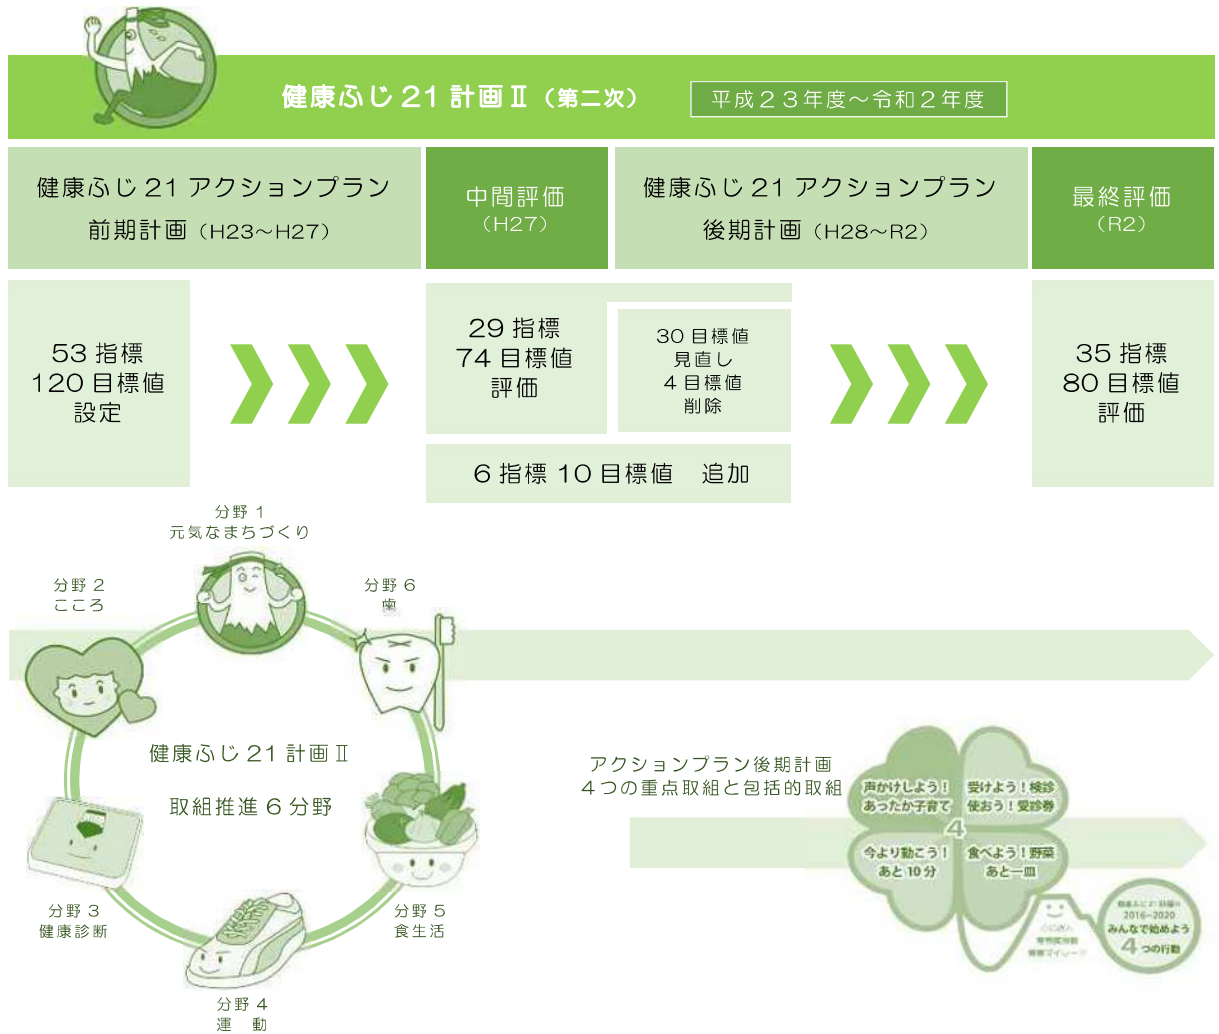 健康ふじ21計画Ⅱ（第二次）
平成２３年度～令和２年度
健康ふじ21アクションプラン
前期計画（H23～H27）
中間評価
（H27）
健康ふじ21アクションプラン
後期計画（H28～R2）
最終評価
（R2）
53指標
120目標値
設定
29指標
74目標値
評価
30目標値
見直し
4目標値
削除
35指標
80目標値
評価
6指標10目標値　追加
分野１
元気なまちづくり
分野２
こころ
分野６
歯
健康ふじ21計画Ⅱ
取組推進６分野
分野３
健康診断
分野５
食生活
分野４
運　動
アクションプラン後期計画
４つの重点取組と包括的取組
声かけしよう！
あったか子育て
受けよう！検診
使おう！受診券
4
今より動こう！
あと10分
食べよう！野菜
あと一皿
2016-2020
みんなで始めよう
4つの行動